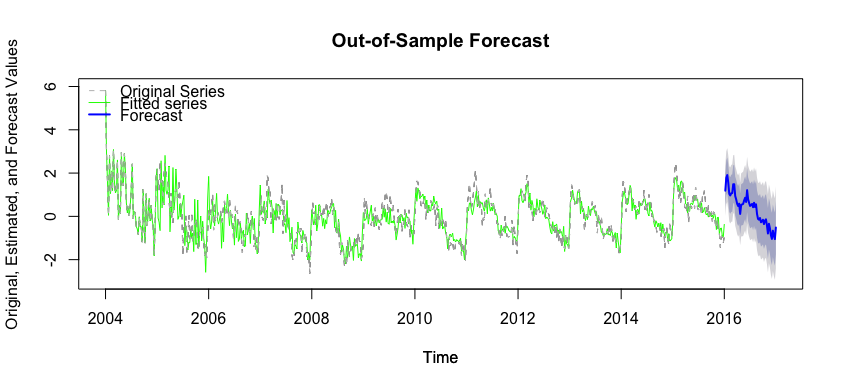 Out-of-Sample Forecast
Original, Estimated, and Forecast Values
6
4
2
0
-2
Original Series
Fitted series
Forecast
2004 2006 2008 2010 2012 2014 2016
Time